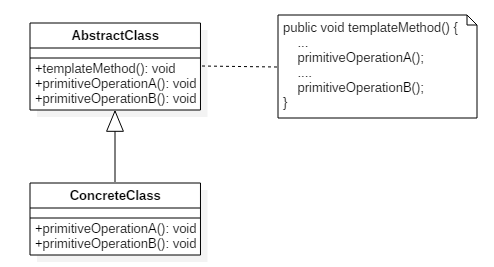 AbstractClass
+templateMethod(): void
+primitiveOperationA(): void
+primitiveOperationB(): void
public void templateMethod() {
...
primitiveOperationA();
....
primitiveOperationB();
}
ConcreteClass
+primitiveOperationA(): void
+primitiveOperationB(): void